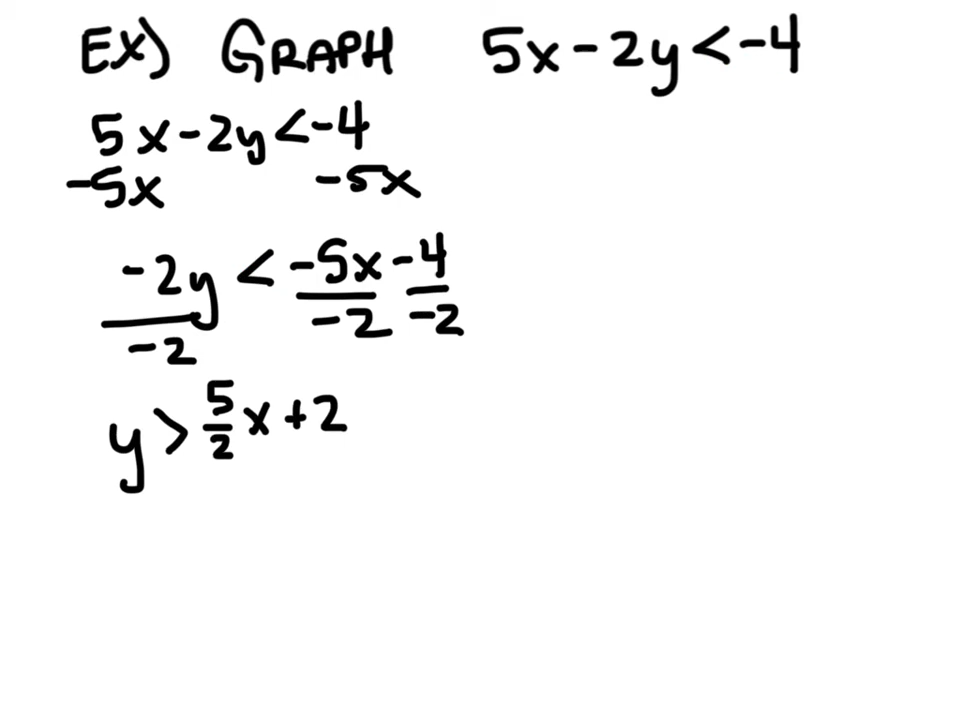 EX) GRAPH 5x - 2y < -4
5x - 2y < -4
-5x -5x
-2y < -5x - 4
-2 -2 -2
y > 5/2 x + 2